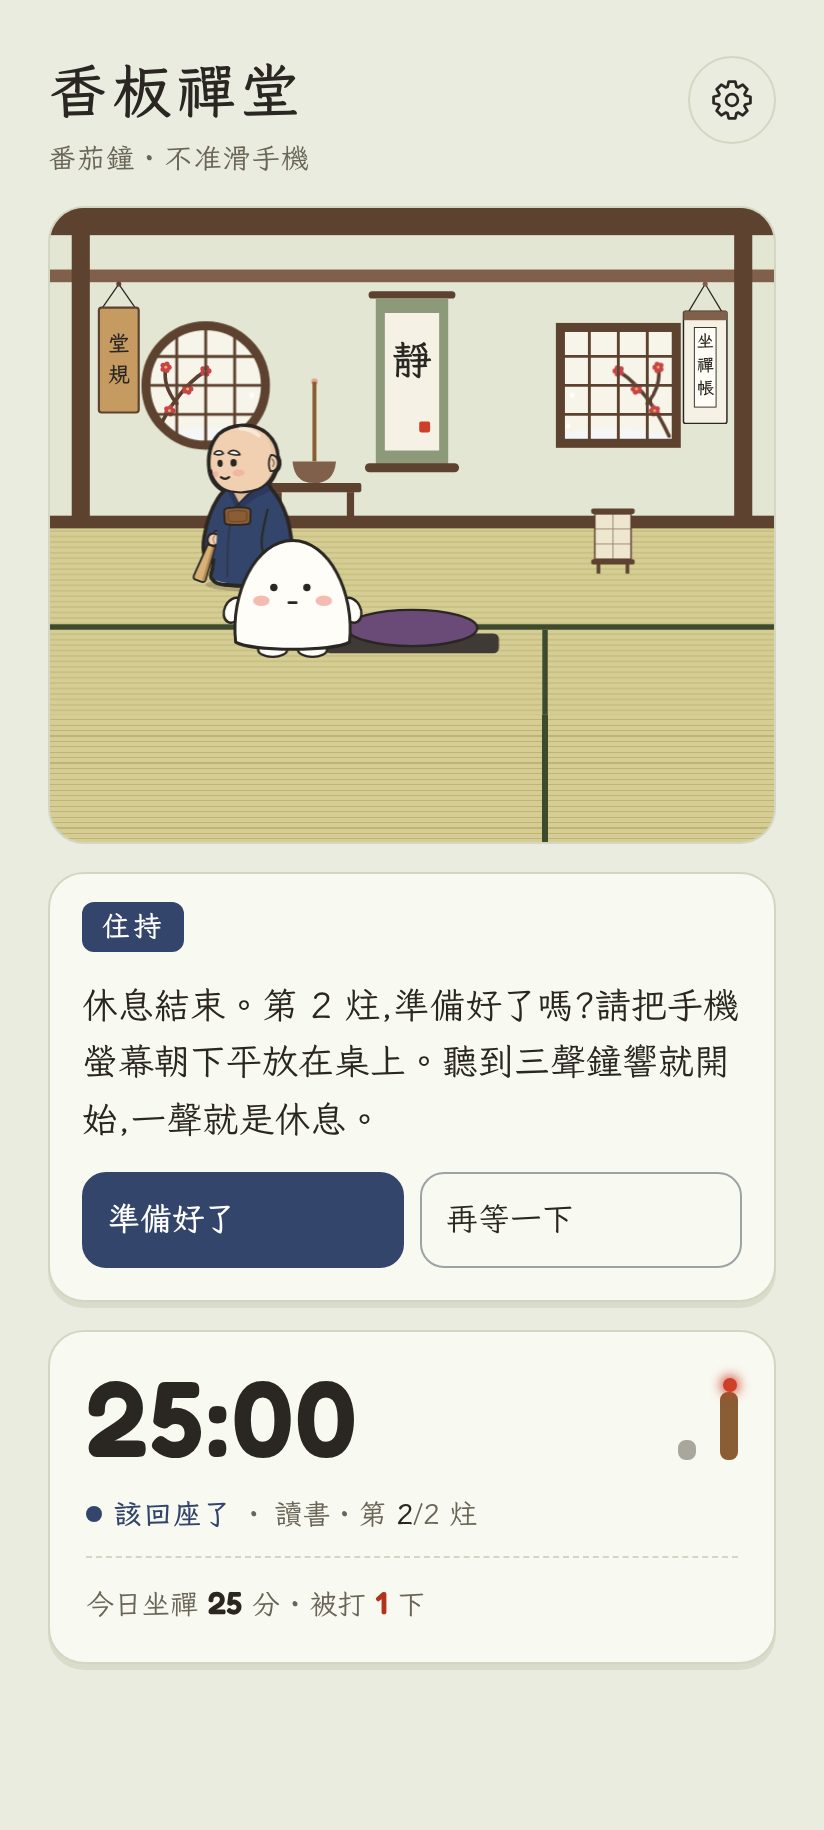 香板禪堂
番茄鐘・不准滑手機
堂規
靜
坐禪帳
住持
休息結束。第 2 炷,準備好了嗎?請把手機
螢幕朝下平放在桌上。聽到三聲鐘響就開
始,一聲就是休息。
準備好了
再等一下
25:00
該回座了 ・ 讀書・第 2/2 炷
今日坐禪 25 分・被打 1 下